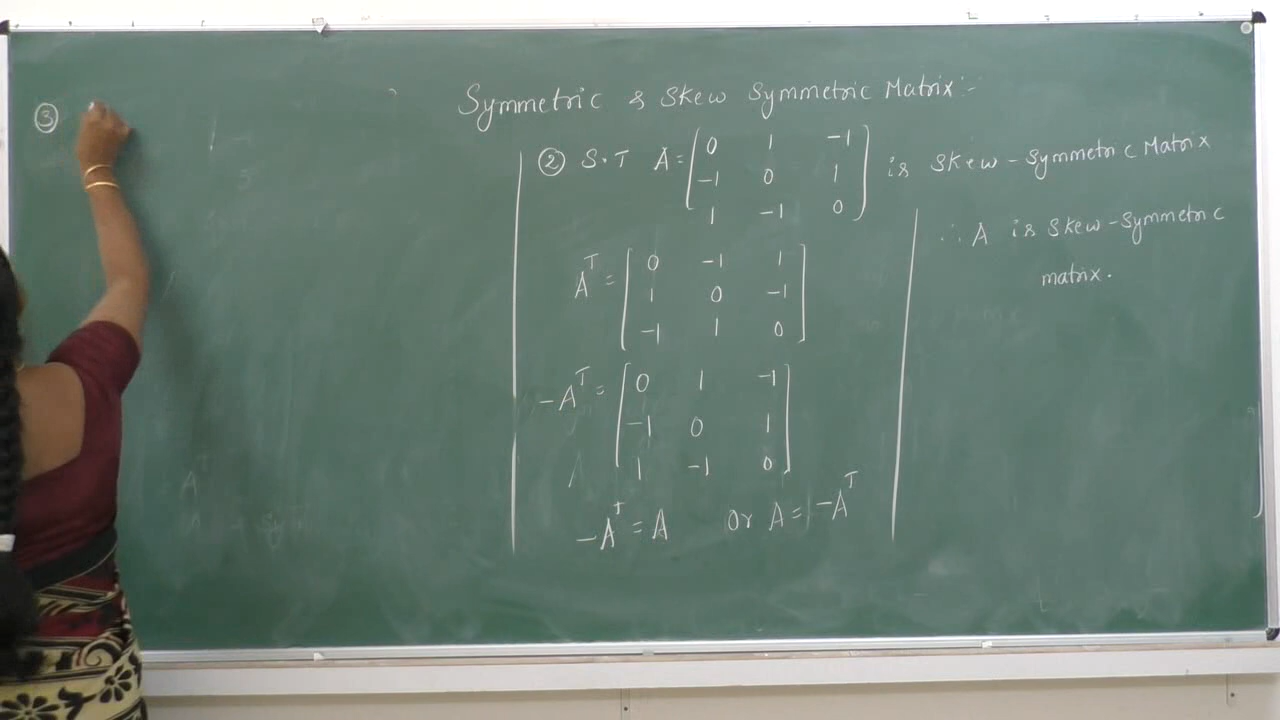 Symmetric & Skew Symmetric Matrix :-
③
② S.T A = [ 0 1 -1
-1 0 1
1 -1 0 ] is Skew-Symmetric Matrix
A^T = [ 0 -1 1
1 0 -1
-1 1 0 ]
-A^T = [ 0 1 -1
-1 0 1
1 -1 0 ]
-A^T = A or A = -A^T
∴ A is Skew-Symmetric
matrix.